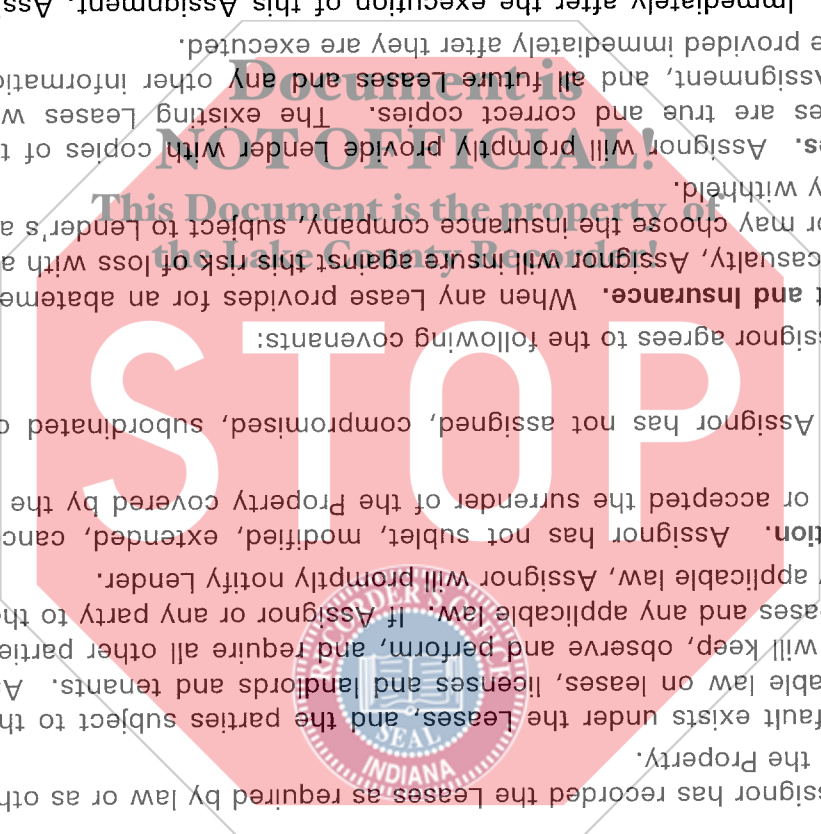 Document is
NOT OFFICIAL!
This Document is the property of
the Lake County Recorder!
STOP
RECORDER'S OFFICE
SEAL
INDIANA
ssignor has recorded the Leases as required by law or as oth
the Property.
fault exists under the Leases, and the parties subject to th
able law on leases, licenses and landlords and tenants. A
will keep, observe and perform, and require all other partie
eases and any applicable law. If Assignor or any party to the
y applicable law, Assignor will promptly notify Lender.
tion. Assignor has not sublet, modified, extended, canc
or accepted the surrender of the Property covered by the
Assignor has not assigned, compromised, subordinated o
ssignor agrees to the following covenants:
t and Insurance. When any Lease provides for an abateme
casualty, Assignor will insure against this risk of loss with a
or may choose the insurance company, subject to Lender's a
y withheld.
s. Assignor will promptly provide Lender with copies of t
es are true and correct copies. The existing Leases w
Assignment, and all future Leases and any other informati
e provided immediately after they are executed.
Immediately after the execution of this Assignment, Ass